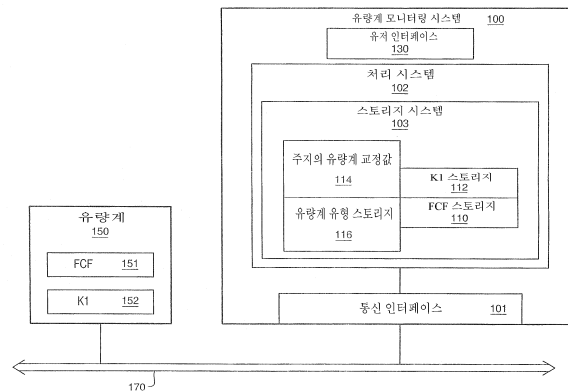 유량계 모니터링 시스템 100
유저 인터페이스
130
처리 시스템
102
스토리지 시스템
103
주지의 유량계 교정값
114
K1 스토리지
112
FCF 스토리지
110
유량계 유형 스토리지
116
유량계
150
FCF 151
K1 152
통신 인터페이스 101
170